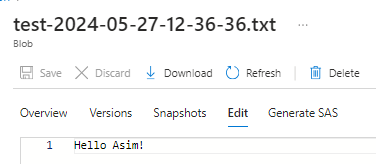 test-2024-05-27-12-36-36.txt ...
Blob
Save Discard Download Refresh Delete
Overview Versions Snapshots Edit Generate SAS
1 Hello Asim!